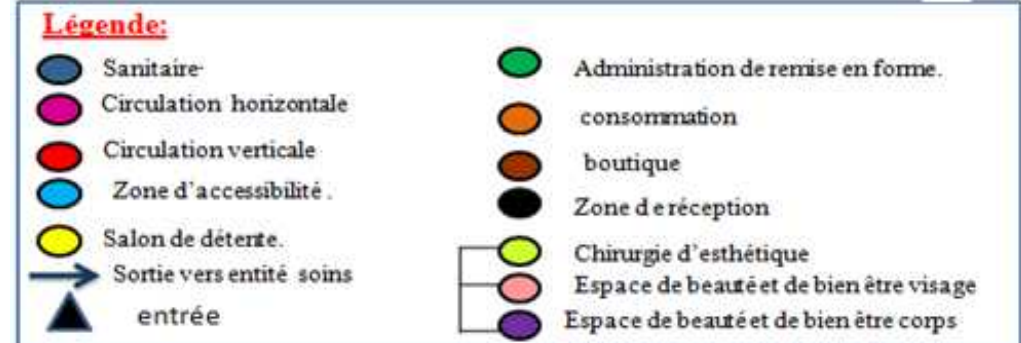 Légende:
Sanitaire-
Circulation horizontale
Circulation verticale
Zone d'accessibilité .
Salon de détente.
Sortie vers entité soins
entrée
Administration de remise en forme.
consommation
boutique
Zone de réception
Chirurgie d'esthétique
Espace de beauté et de bien être visage
Espace de beauté et de bien être corps